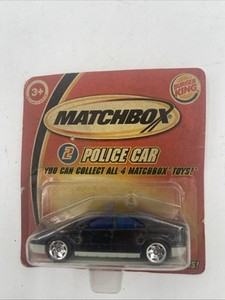 3+
BURGER KING
MATCHBOX
2 POLICE CAR
YOU CAN COLLECT ALL 4 MATCHBOX TOYS!